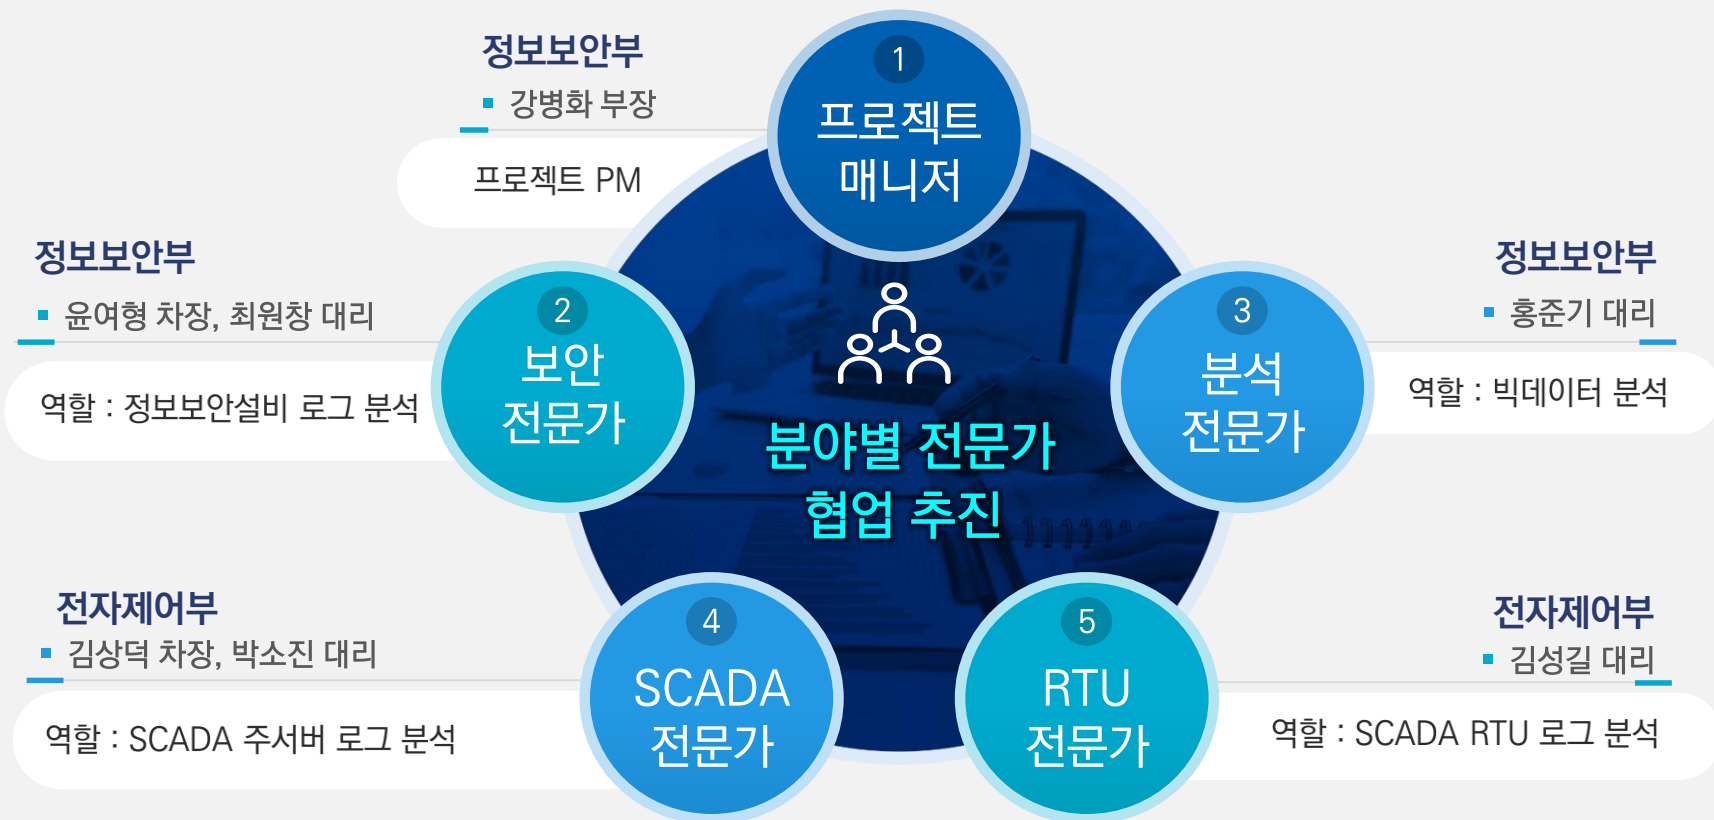 정보보안부
▪ 강병화 부장
프로젝트 PM
1
프로젝트
매니저
정보보안부
▪ 윤여형 차장, 최원창 대리
역할 : 정보보안설비 로그 분석
2
보안
전문가
정보보안부
▪ 홍준기 대리
역할 : 빅데이터 분석
3
분석
전문가
분야별 전문가
협업 추진
전자제어부
▪ 김상덕 차장, 박소진 대리
역할 : SCADA 주서버 로그 분석
4
SCADA
전문가
5
RTU
전문가
전자제어부
▪ 김성길 대리
역할 : SCADA RTU 로그 분석